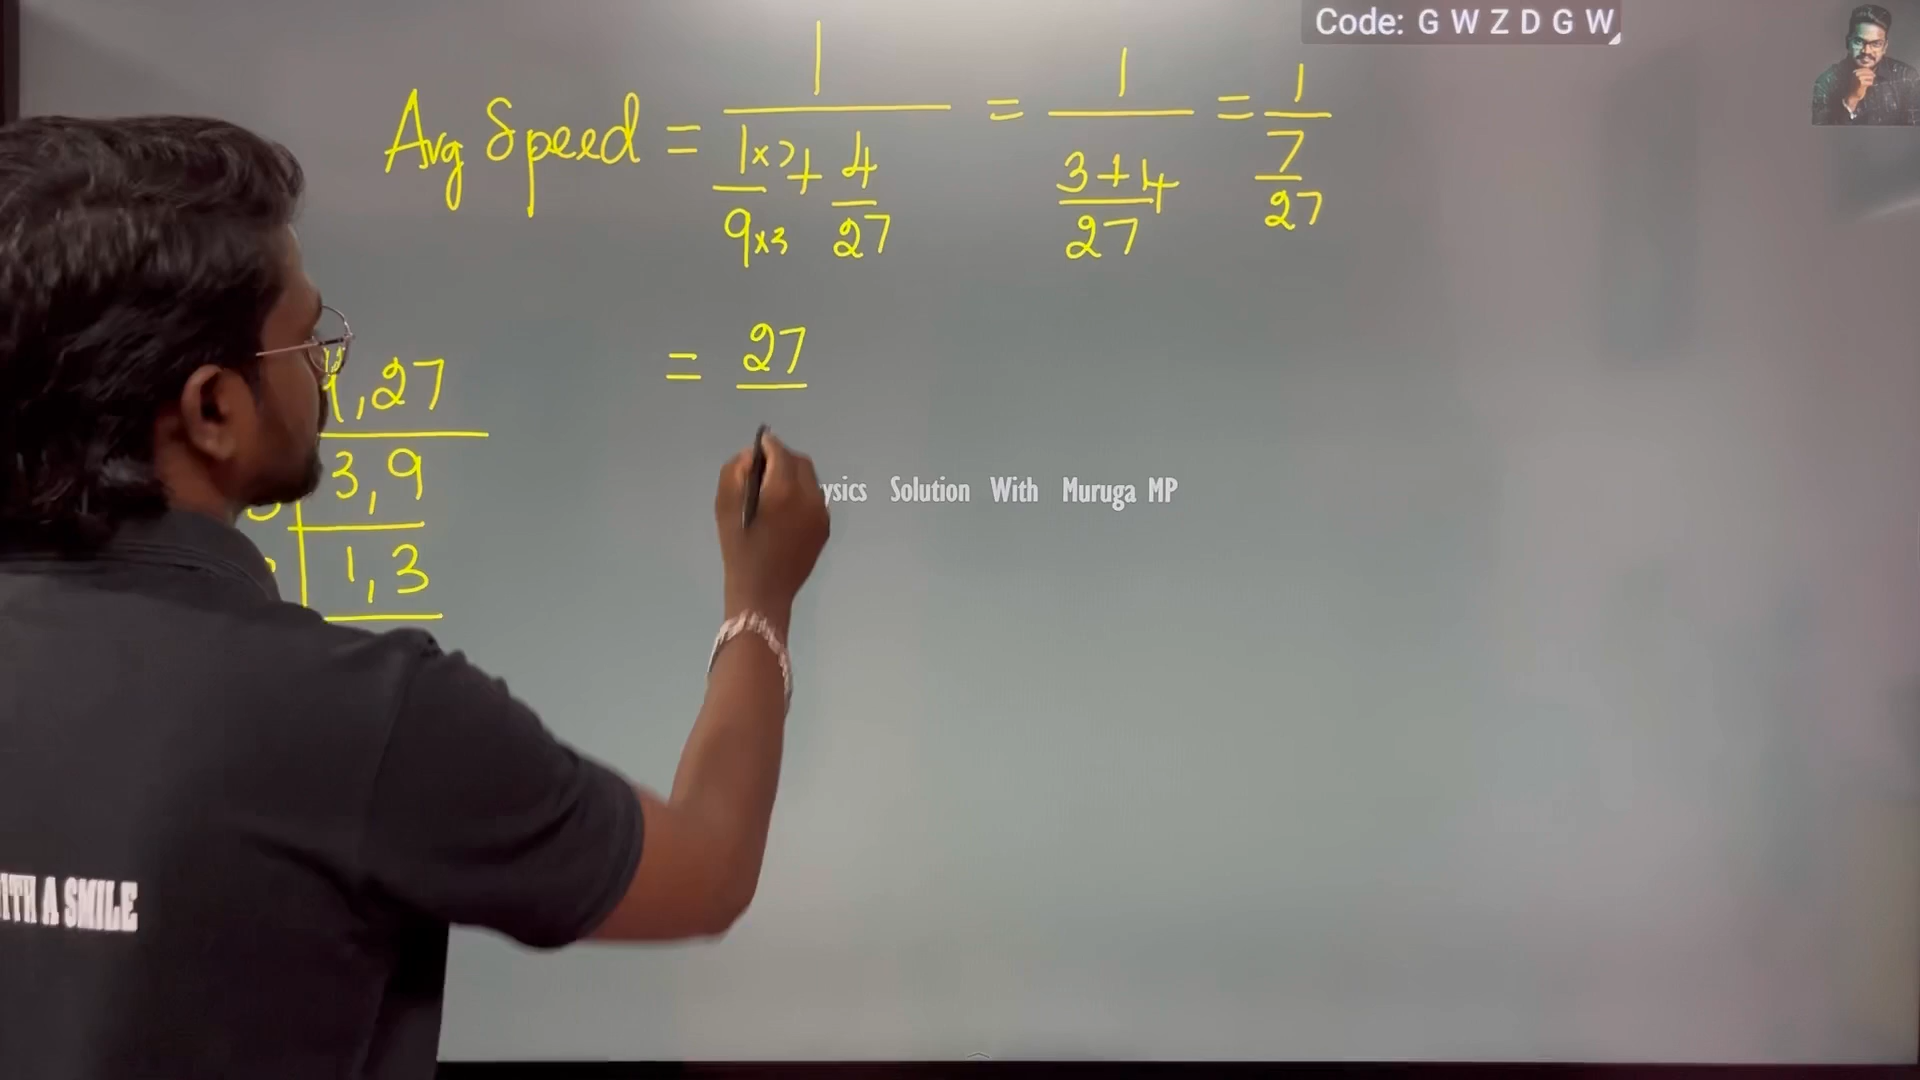 Code: G W Z D G W
Avg Speed = 1 / (1×3 / 9×3 + 4/27) = 1 / ((3+4)/27) = 1 / (7/27)
= 27
,27
3,9
1,3
Solution With Muruga MP
A SMILE